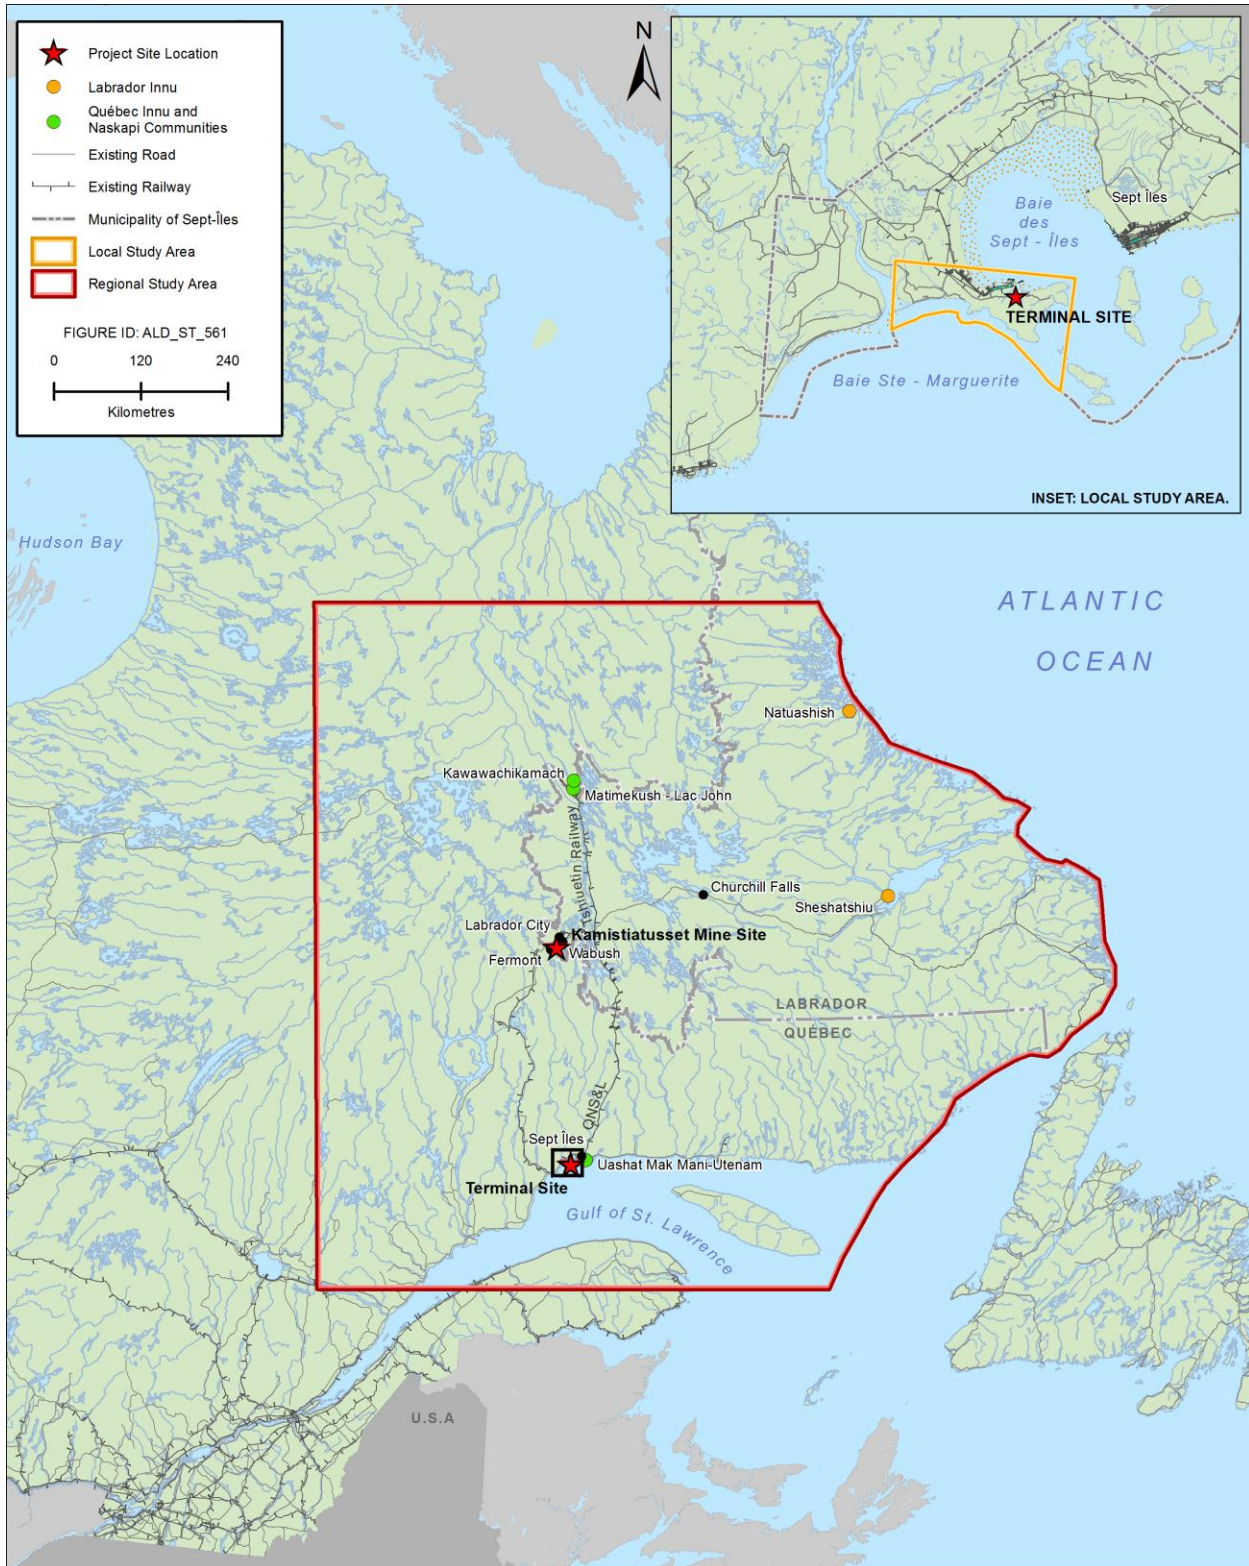 Project Site Location
Labrador Innu
Québec Innu and
Naskapi Communities
Existing Road
Existing Railway
Municipality of Sept-Îles
Local Study Area
Regional Study Area
FIGURE ID: ALD_ST_561
0 120 240
Kilometres
N
Baie
des
Sept - Îles
Sept Îles
TERMINAL SITE
Baie Ste - Marguerite
INSET: LOCAL STUDY AREA.
Hudson Bay
ATLANTIC
OCEAN
Natuashish
Kawawachikamach
Matimekush - Lac John
Tshiuetin Railway
Churchill Falls
Sheshatshiu
Labrador City
Kamistiatusset Mine Site
Wabush
Fermont
LABRADOR
QUÉBEC
QNS&L
Sept Îles
Uashat Mak Mani-Utenam
Terminal Site
Gulf of St. Lawrence
U.S.A